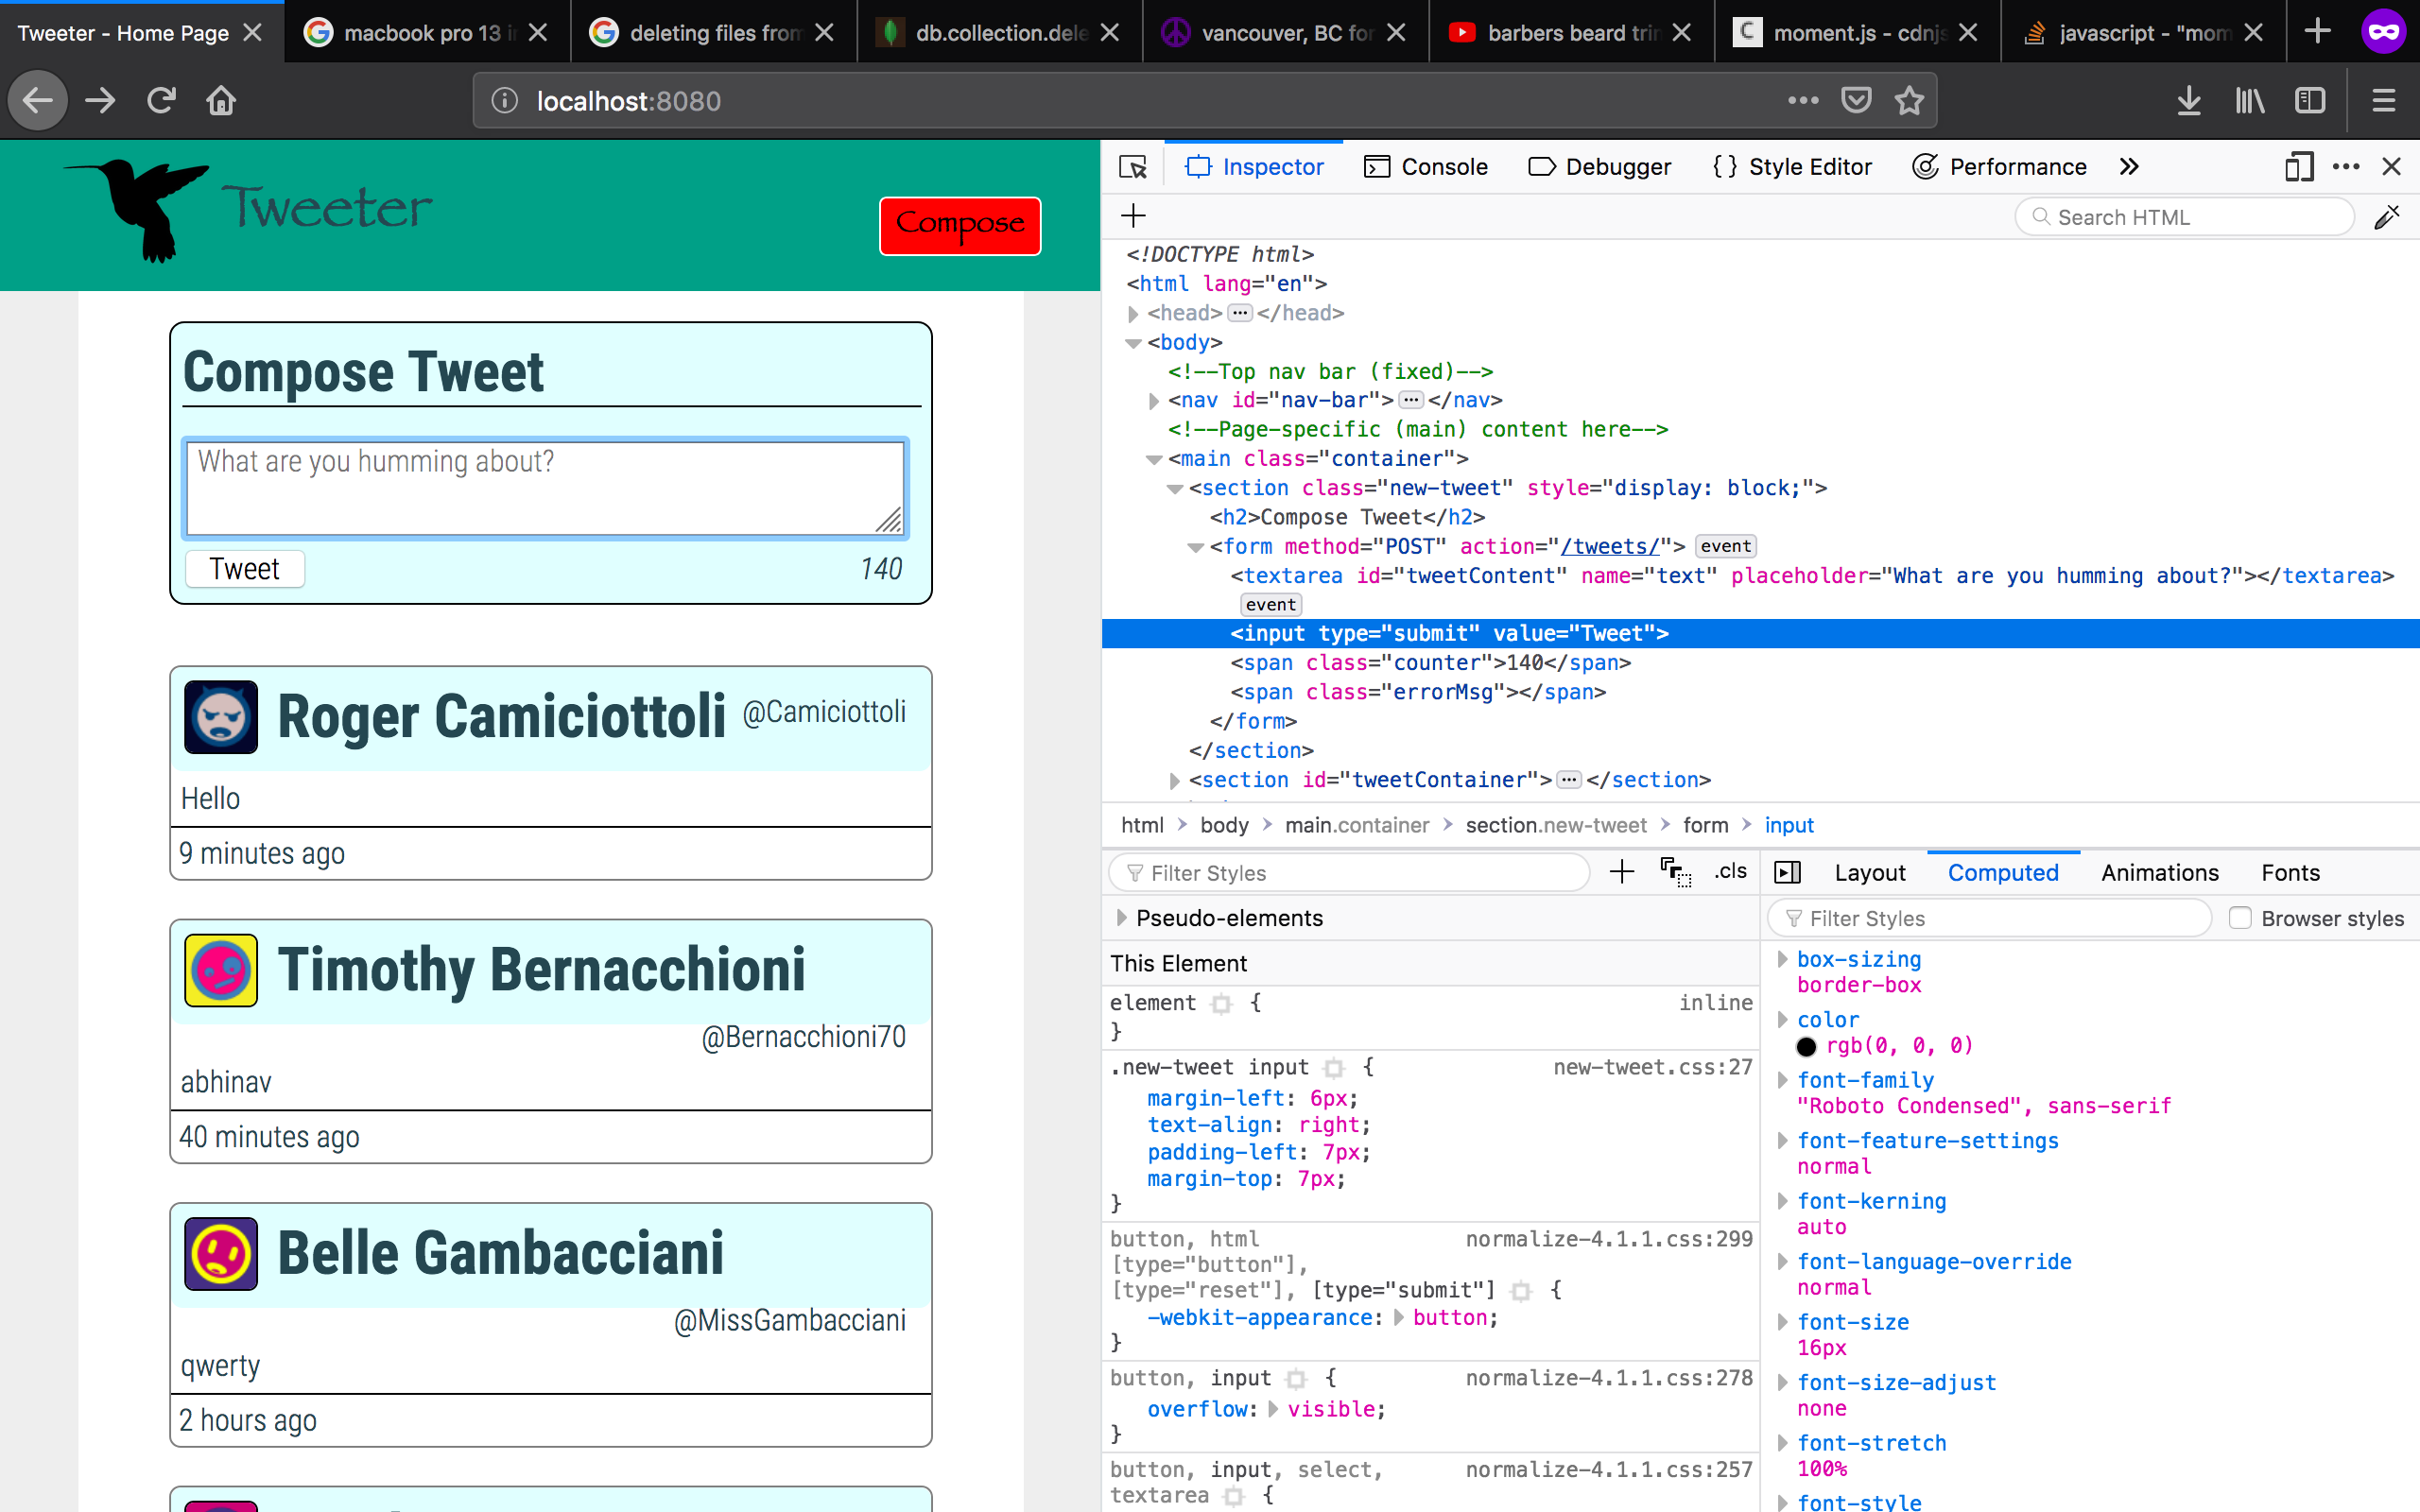 Tweeter - Home Page
macbook pro 13 i
deleting files from
db.collection.dele
vancouver, BC for
barbers beard trim
moment.js - cdnjs
javascript - "mom
localhost:8080
Tweeter
Compose
Compose Tweet
What are you humming about?
Tweet
140
Roger Camiciottoli
@Camiciottoli
Hello
9 minutes ago
Timothy Bernacchioni
@Bernacchioni70
abhinav
40 minutes ago
Belle Gambacciani
@MissGambacciani
qwerty
2 hours ago
Inspector
Console
Debugger
{} Style Editor
Performance
Search HTML
<!DOCTYPE html>
<html lang="en">
<head>...</head>
<body>
<!--Top nav bar (fixed)-->
<nav id="nav-bar">...</nav>
<!--Page-specific (main) content here-->
<main class="container">
<section class="new-tweet" style="display: block;">
<h2>Compose Tweet</h2>
<form method="POST" action="/tweets/"> event
<textarea id="tweetContent" name="text" placeholder="What are you humming about?"></textarea>
event
<input type="submit" value="Tweet">
<span class="counter">140</span>
<span class="errorMsg"></span>
</form>
</section>
<section id="tweetContainer">...</section>
html > body > main.container > section.new-tweet > form > input
Filter Styles
.cls
Pseudo-elements
This Element
element { inline
}
.new-tweet input { new-tweet.css:27
margin-left: 6px;
text-align: right;
padding-left: 7px;
margin-top: 7px;
}
button, html normalize-4.1.1.css:299
[type="button"],
[type="reset"], [type="submit"] {
-webkit-appearance: button;
}
button, input { normalize-4.1.1.css:278
overflow: visible;
}
button, input, select, normalize-4.1.1.css:257
textarea {
Layout
Computed
Animations
Fonts
Filter Styles
Browser styles
box-sizing
border-box
color
rgb(0, 0, 0)
font-family
"Roboto Condensed", sans-serif
font-feature-settings
normal
font-kerning
auto
font-language-override
normal
font-size
16px
font-size-adjust
none
font-stretch
100%
font-style